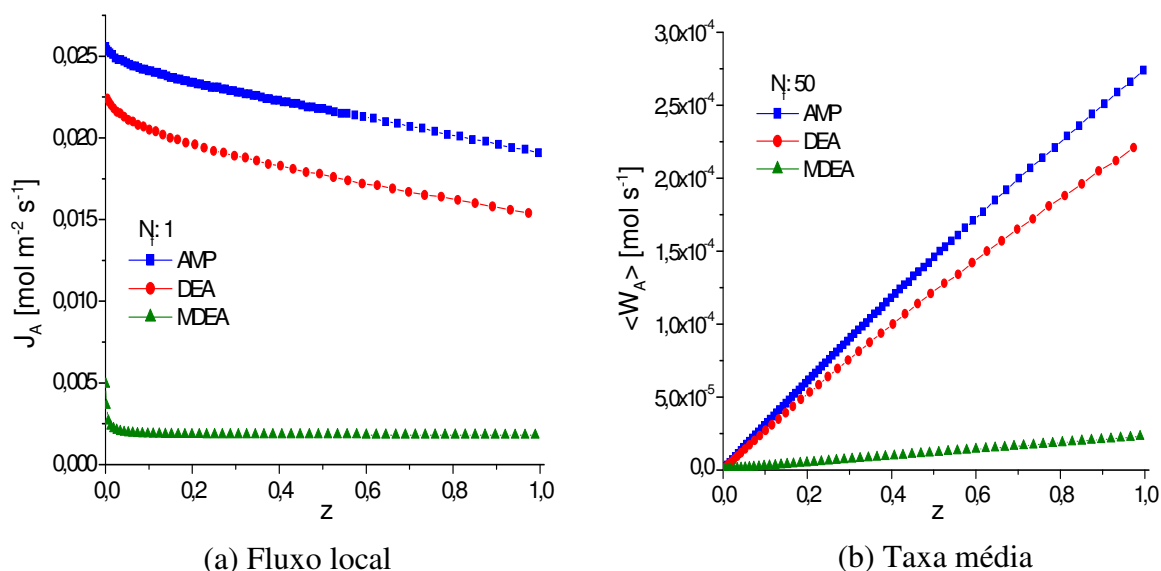 0,025
0,020
0,015
0,010
0,005
0,000
J_A [mol m⁻² s⁻¹]
N_f: 1
AMP
DEA
MDEA
0,0 0,2 0,4 0,6 0,8 1,0
z
(a) Fluxo local
3,0x10⁻⁴
2,5x10⁻⁴
2,0x10⁻⁴
1,5x10⁻⁴
1,0x10⁻⁴
5,0x10⁻⁵
0,0
<W_A> [mol s⁻¹]
N_f: 50
AMP
DEA
MDEA
0,0 0,2 0,4 0,6 0,8 1,0
z
(b) Taxa média